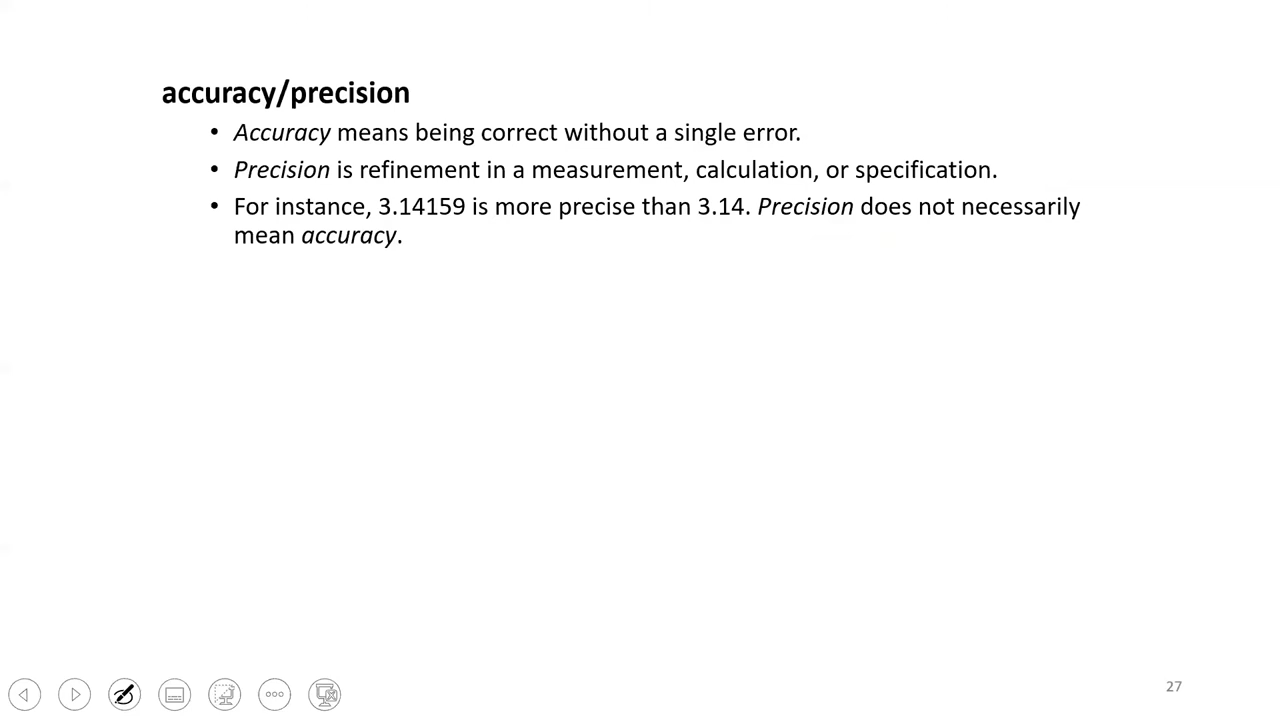 accuracy/precision
• Accuracy means being correct without a single error.
• Precision is refinement in a measurement, calculation, or specification.
• For instance, 3.14159 is more precise than 3.14. Precision does not necessarily
mean accuracy.
27